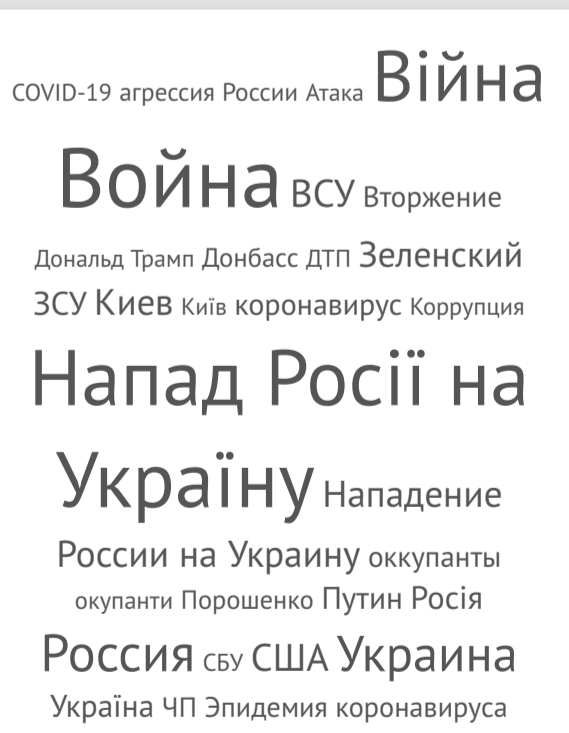 COVID-19 агрессия России Атака Війна
Война ВСУ Вторжение
Дональд Трамп Донбасс ДТП Зеленский
ЗСУ Киев Київ коронавирус Коррупция
Напад Росії на
Україну Нападение
России на Украину оккупанты
окупанти Порошенко Путин Росія
Россия СБУ США Украина
Україна ЧП Эпидемия коронавируса